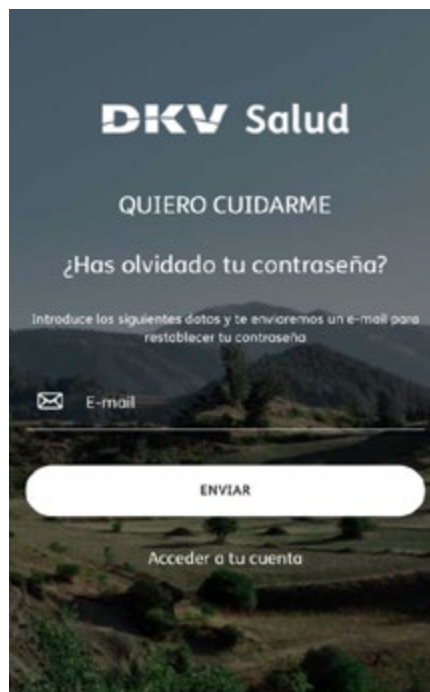 DKV Salud
QUIERO CUIDARME
¿Has olvidado tu contraseña?
Introduce los siguientes datos y te enviaremos un e-mail para
restablecer tu contraseña
E-mail
ENVIAR
Acceder a tu cuenta